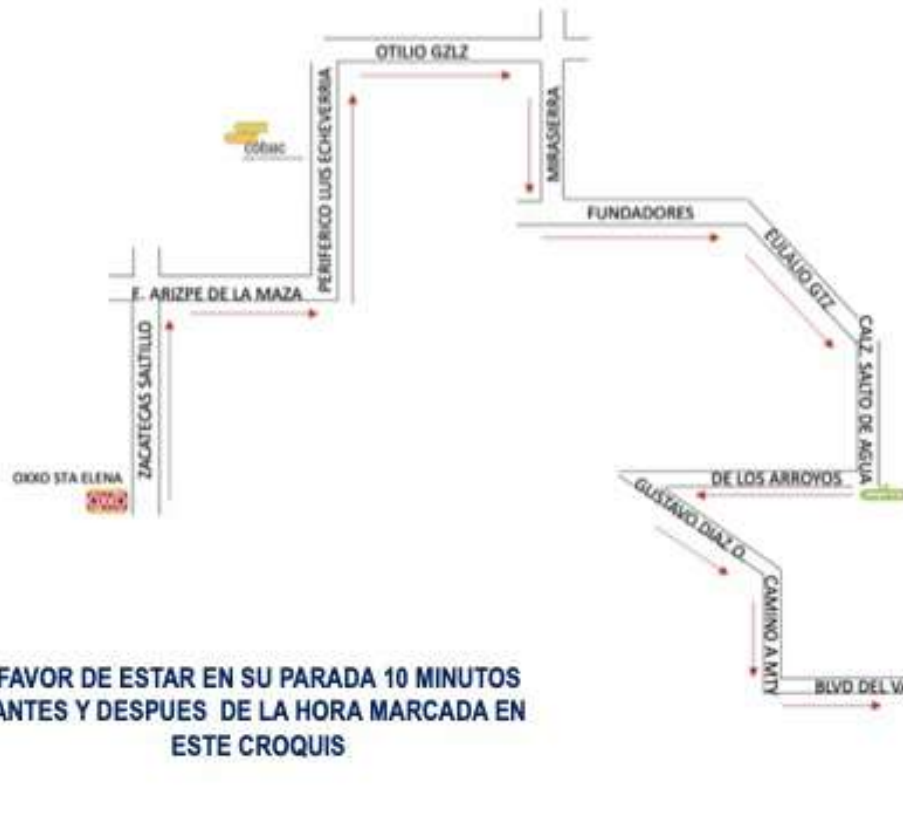 OTILIO GZLZ
PERIFERICO LUIS ECHEVERRIA
MIRASIERRA
cobac
FUNDADORES
EULALIO GTZ
F. ARIZPE DE LA MAZA
CALZ. SALTO DE AGUA
ZACATECAS SALTILLO
OXXO STA ELENA
OXXO
DE LOS ARROYOS
GUSTAVO DIAZ O.
CAMINO A MTY
BLVD DEL VA
FAVOR DE ESTAR EN SU PARADA 10 MINUTOS
ANTES Y DESPUES DE LA HORA MARCADA EN
ESTE CROQUIS